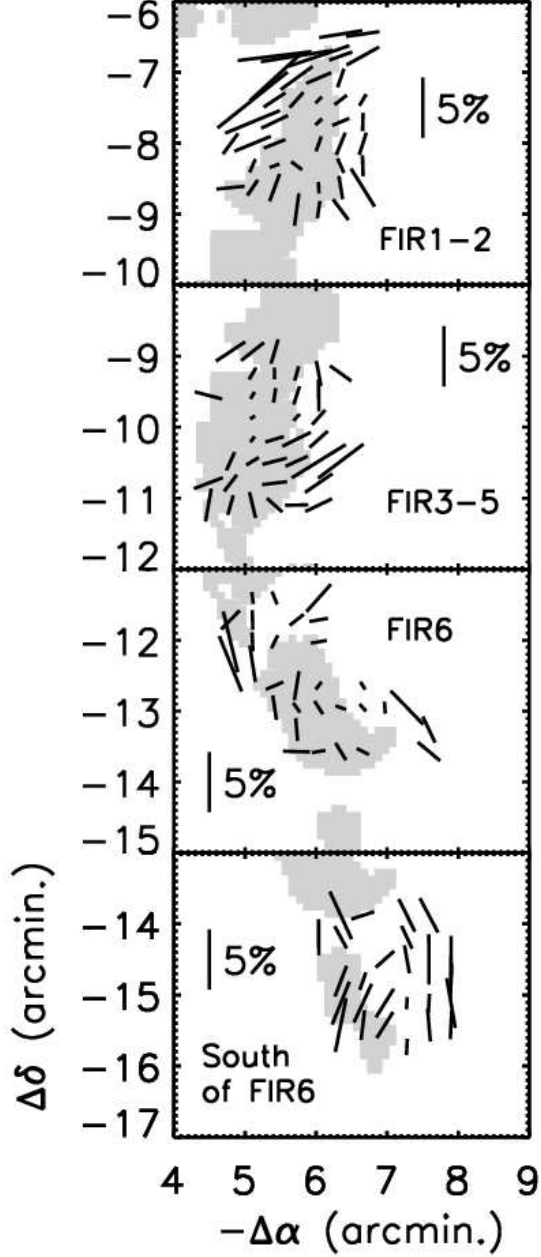 −6
−7
−8
−9
−10
5%
FIR1−2
−9
−10
−11
−12
5%
FIR3−5
−12
−13
−14
−15
FIR6
5%
−14
−15
−16
−17
5%
South
of FIR6
Δδ (arcmin.)
4 5 6 7 8 9
−Δα (arcmin.)